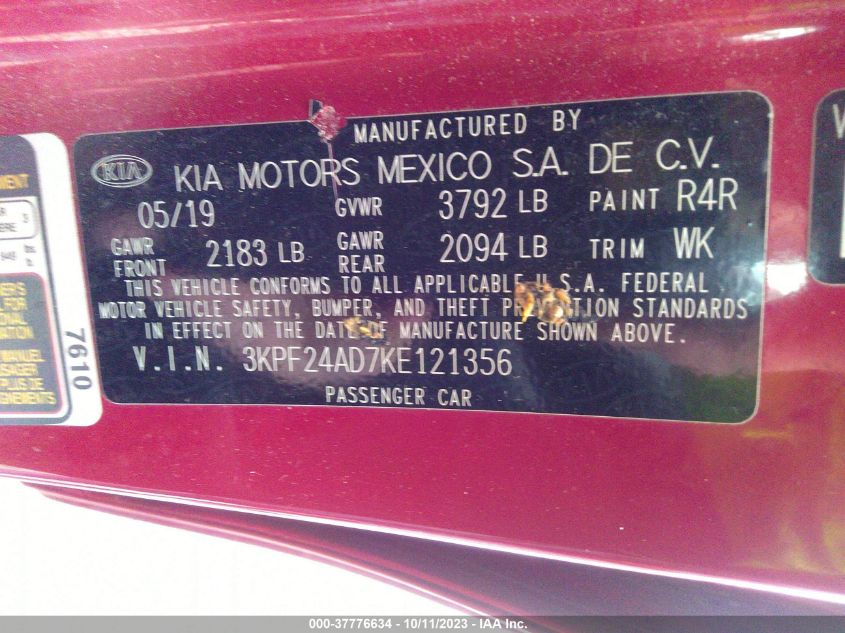 MANUFACTURED BY
KIA
KIA MOTORS MEXICO S.A. DE C.V.
05/19 GVWR 3792 LB PAINT R4R
GAWR FRONT 2183 LB GAWR REAR 2094 LB TRIM WK
THIS VEHICLE CONFORMS TO ALL APPLICABLE U.S.A. FEDERAL
MOTOR VEHICLE SAFETY, BUMPER, AND THEFT PREVENTION STANDARDS
IN EFFECT ON THE DATE OF MANUFACTURE SHOWN ABOVE.
V.I.N. 3KPF24AD7KE121356
PASSENGER CAR
7610
000-37776634 - 10/11/2023 - IAA Inc.